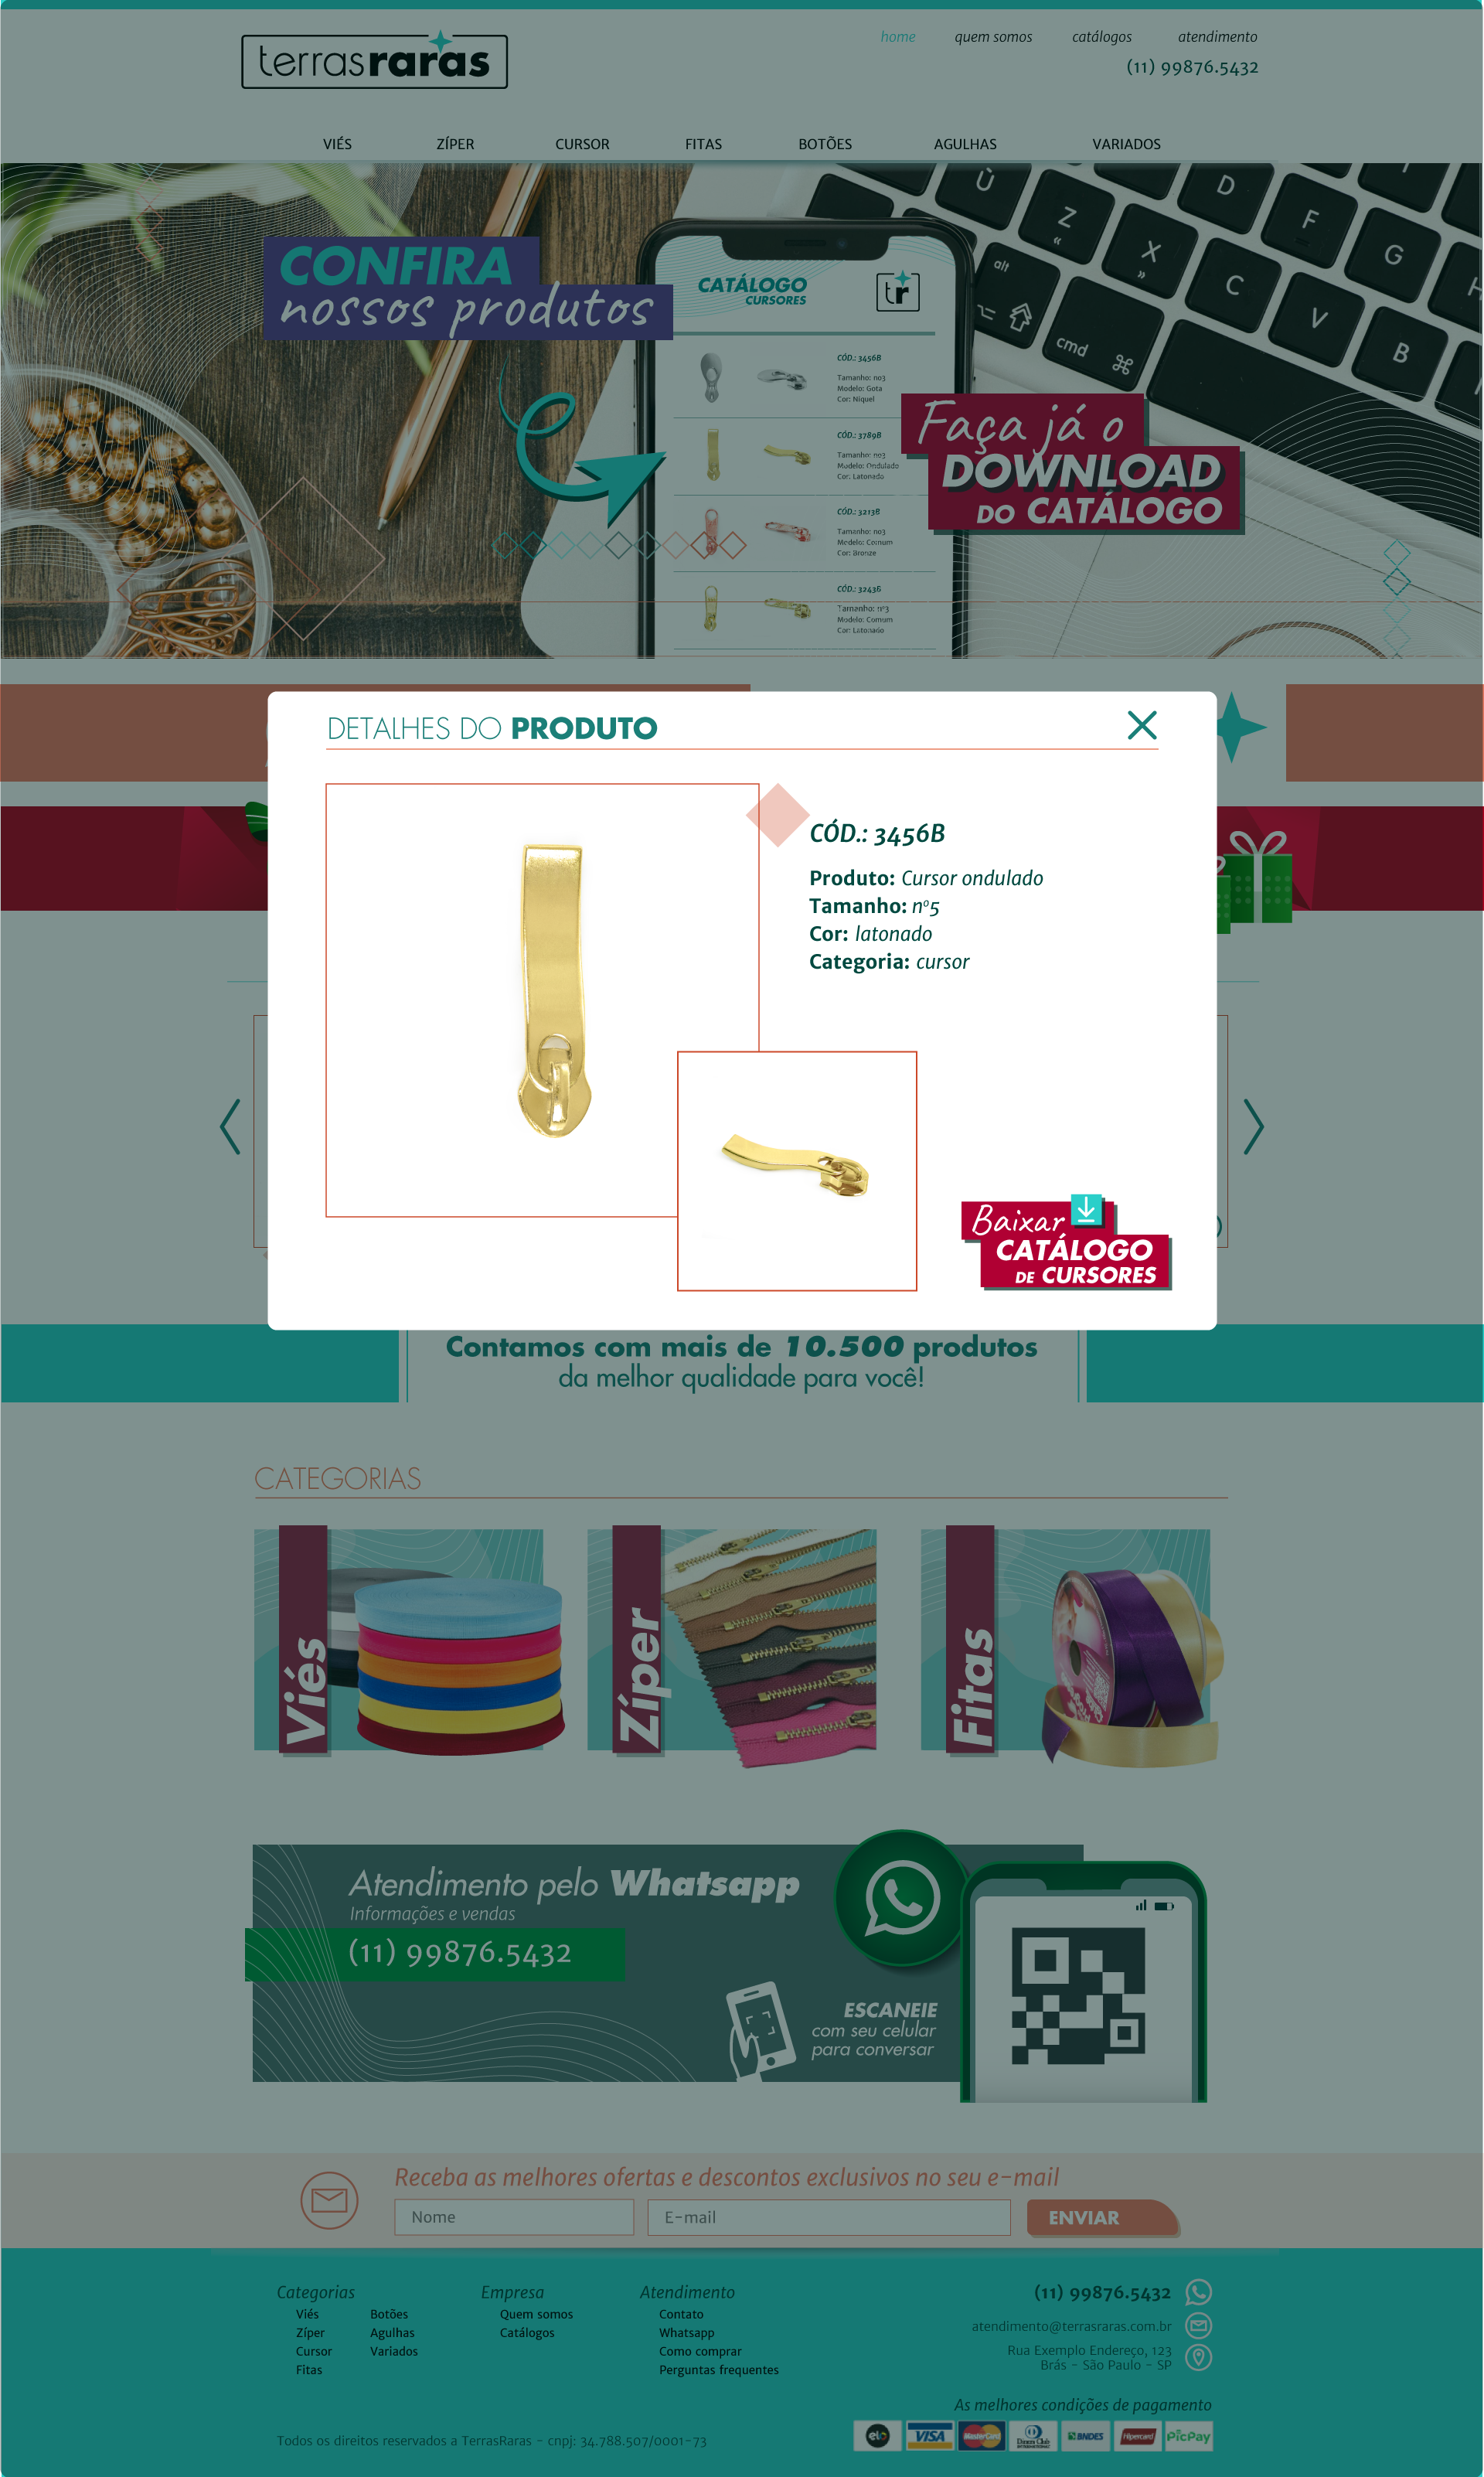 terrasraras
home quem somos catálogos atendimento
(11) 99876.5432
VIÉS ZÍPER CURSOR FITAS BOTÕES AGULHAS VARIADOS
CONFIRA
nossos produtos
CATÁLOGO
CURSORES
tr
CÓD.: 3456B
Tamanho: nº3
Modelo: Gota
Cor: Níquel
CÓD.: 3789B
Tamanho: nº3
Modelo: Ondulado
Cor: Latonado
CÓD.: 3213B
Tamanho: nº3
Modelo: Comum
Cor: Bronze
CÓD.: 3243B
Tamanho: nº3
Modelo: Comum
Cor: Latonado
Ù D F G H
Z X C V B
« »
alt
cmd ⌘
Faça já o
DOWNLOAD
DO CATÁLOGO
DETALHES DO PRODUTO
CÓD.: 3456B
Produto: Cursor ondulado
Tamanho: nº5
Cor: latonado
Categoria: cursor
Baixar
CATÁLOGO
DE CURSORES
Contamos com mais de 10.500 produtos
da melhor qualidade para você!
CATEGORIAS
Viés
Zíper
Fitas
Atendimento pelo Whatsapp
Informações e vendas
(11) 99876.5432
ESCANEIE
com seu celular
para conversar
Receba as melhores ofertas e descontos exclusivos no seu e-mail
Nome E-mail ENVIAR
Categorias
Viés Botões
Zíper Agulhas
Cursor Variados
Fitas
Empresa
Quem somos
Catálogos
Atendimento
Contato
Whatsapp
Como comprar
Perguntas frequentes
(11) 99876.5432
atendimento@terrasraras.com.br
Rua Exemplo Endereço, 123
Brás - São Paulo - SP
As melhores condições de pagamento
elo VISA MasterCard Diners Club BNDES Hipercard PicPay
Todos os direitos reservados a TerrasRaras - cnpj: 34.788.507/0001-73